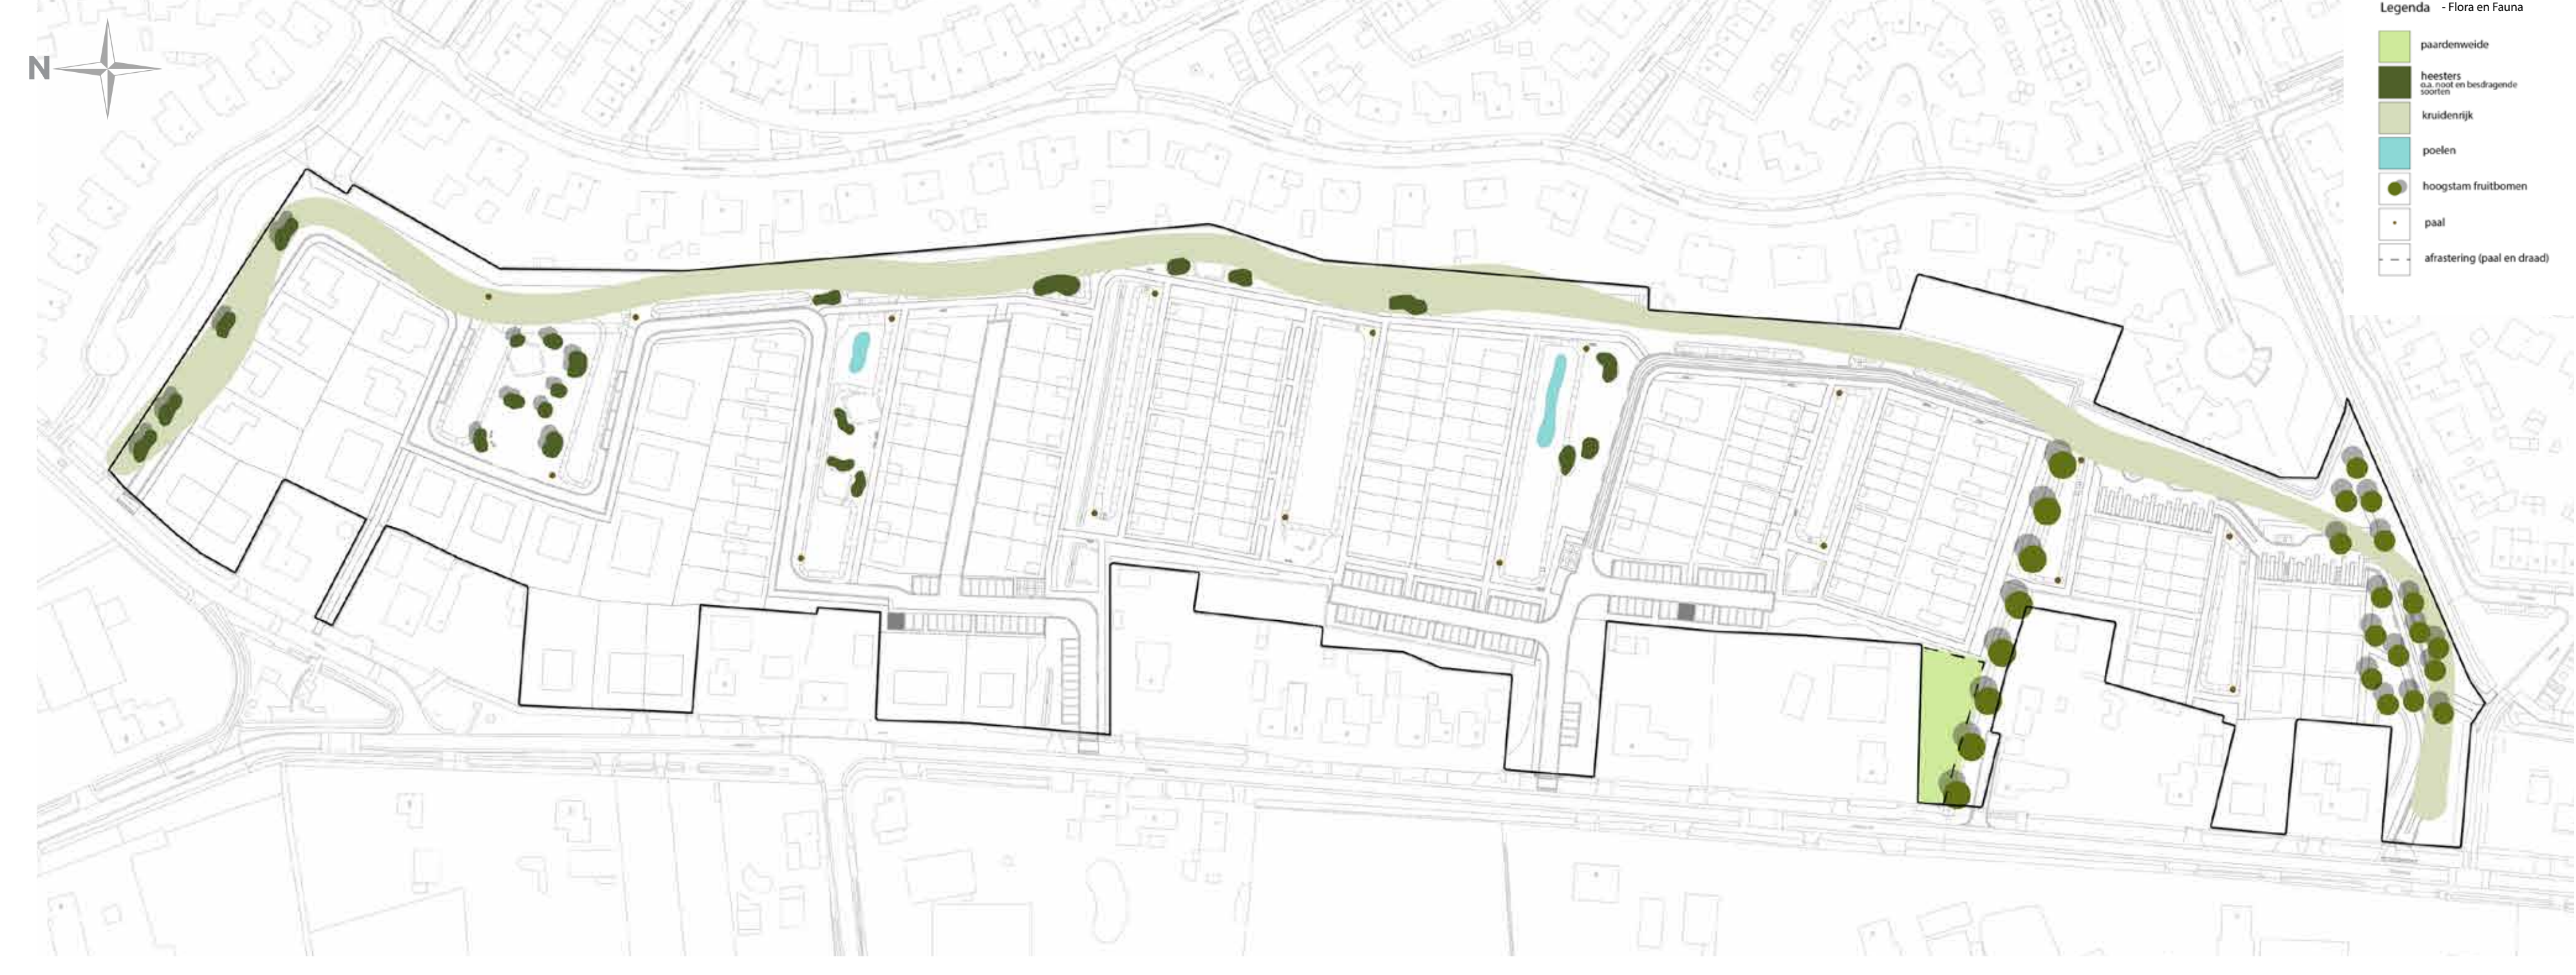 N
Legenda - Flora en Fauna
paardenweide
heesters
o.a. noot en besdragende
soorten
kruidenrijk
poelen
hoogstam fruitbomen
paal
afrastering (paal en draad)